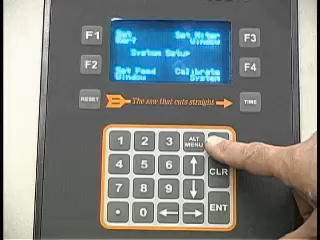 F1
F2
F3
F4
Set Set Miter
Kerf Window
System Setup
Set Feed Calibrate
Window System
RESET
The saw that cuts straight
TIME
1 2 3 ALT MENU
4 5 6 CLR
7 8 9
. 0 ENT